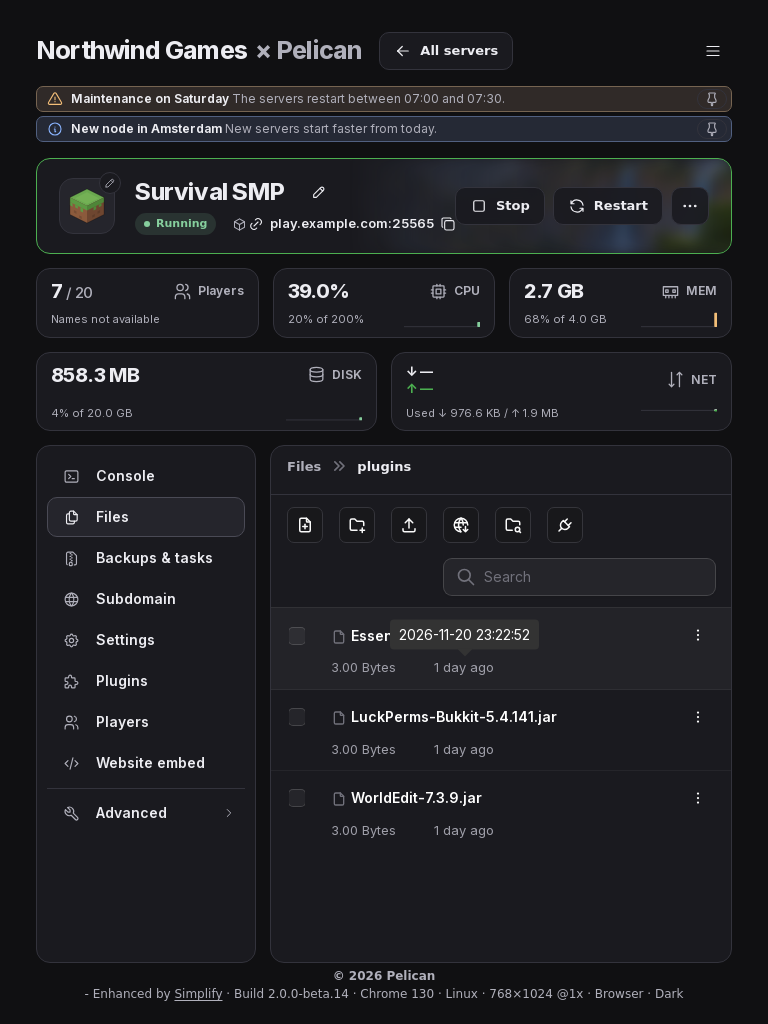 Northwind Games × Pelican
All servers
Maintenance on Saturday The servers restart between 07:00 and 07:30.
New node in Amsterdam New servers start faster from today.
Survival SMP
Running
play.example.com:25565
Stop
Restart
7 / 20
Players
Names not available
39.0%
CPU
20% of 200%
2.7 GB
MEM
68% of 4.0 GB
858.3 MB
DISK
4% of 20.0 GB
↓ —
↑ —
NET
Used ↓ 976.6 KB / ↑ 1.9 MB
Console
Files
Backups & tasks
Subdomain
Settings
Plugins
Players
Website embed
Advanced
Files » plugins
Search
2026-11-20 23:22:52
3.00 Bytes 1 day ago
LuckPerms-Bukkit-5.4.141.jar
3.00 Bytes 1 day ago
WorldEdit-7.3.9.jar
3.00 Bytes 1 day ago
© 2026 Pelican
- Enhanced by Simplify · Build 2.0.0-beta.14 · Chrome 130 · Linux · 768×1024 @1x · Browser · Dark